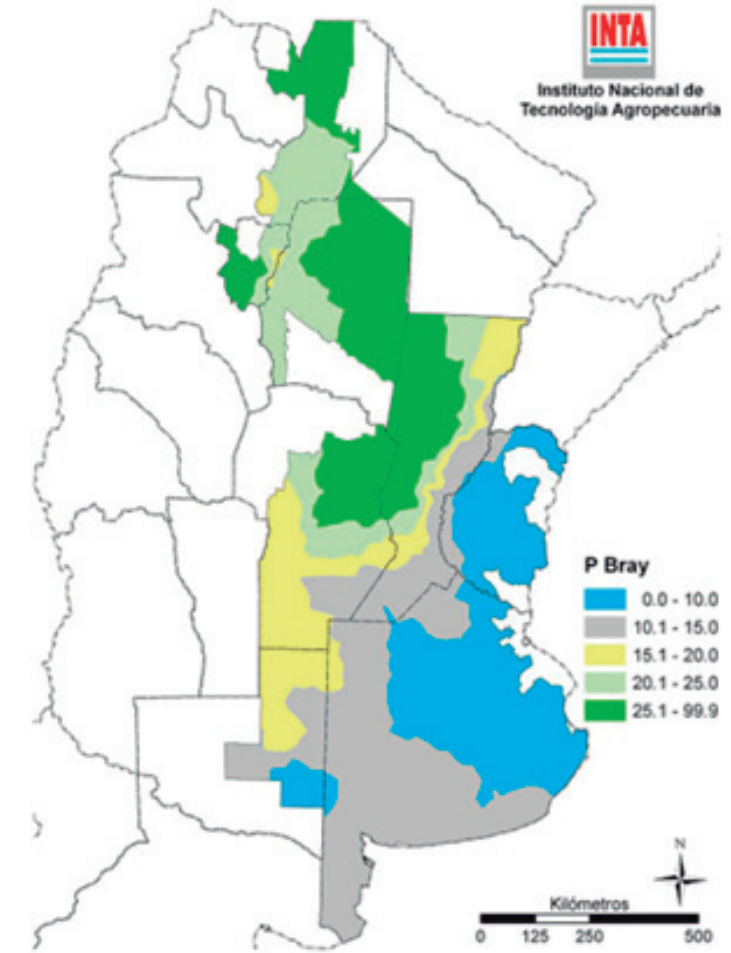 INTA
Instituto Nacional de
Tecnología Agropecuaria
P Bray
0.0 - 10.0
10.1 - 15.0
15.1 - 20.0
20.1 - 25.0
25.1 - 99.9
N
Kilómetros
0 125 250 500